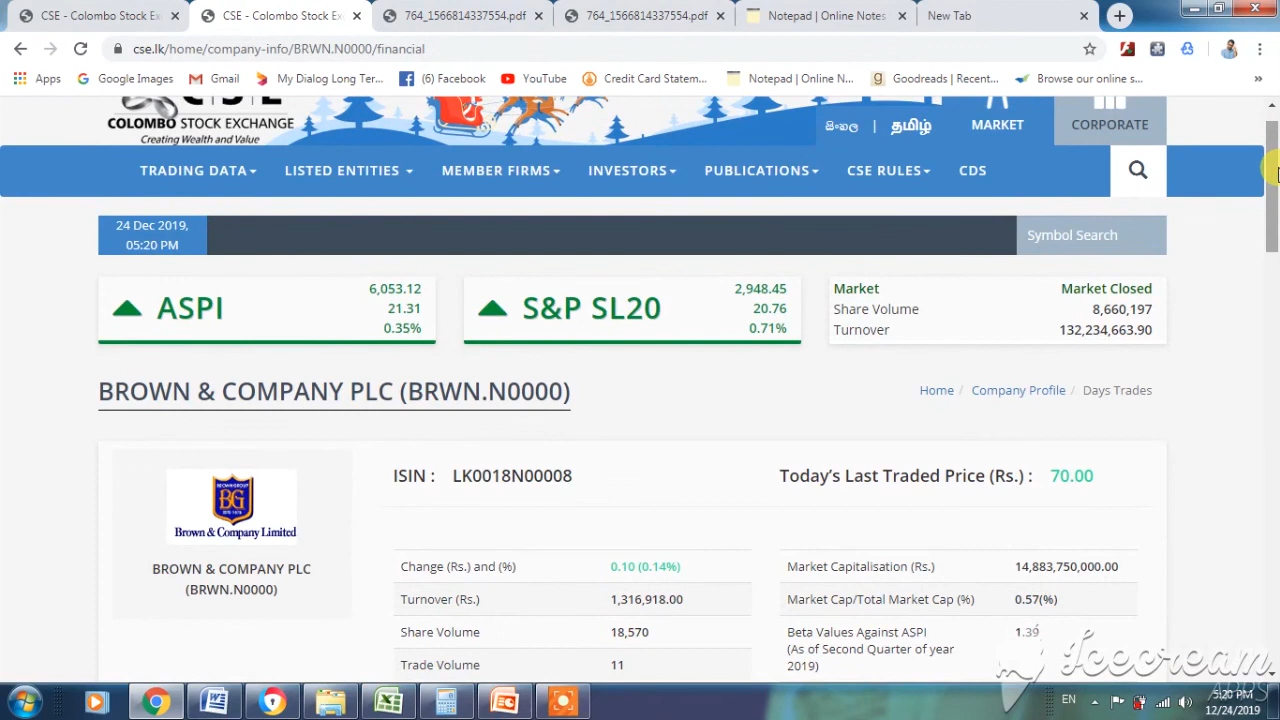 CSE - Colombo Stock Ex
CSE - Colombo Stock Ex
764_1566814337554.pdf
764_1566814337554.pdf
Notepad | Online Notes
New Tab
cse.lk/home/company-info/BRWN.N0000/financial
Apps
Google Images
Gmail
My Dialog Long Ter...
(6) Facebook
YouTube
Credit Card Statem...
Notepad | Online N...
Goodreads | Recent...
Browse our online s...
»
COLOMBO STOCK EXCHANGE
Creating Wealth and Value
සිංහල | தமிழ்
MARKET
CORPORATE
TRADING DATA
LISTED ENTITIES
MEMBER FIRMS
INVESTORS
PUBLICATIONS
CSE RULES
CDS
24 Dec 2019,
05:20 PM
Symbol Search
ASPI
6,053.12
21.31
0.35%
S&P SL20
2,948.45
20.76
0.71%
Market Market Closed
Share Volume 8,660,197
Turnover 132,234,663.90
BROWN & COMPANY PLC (BRWN.N0000)
Home / Company Profile / Days Trades
BROWN GROUP
BG
Brown & Company Limited
BROWN & COMPANY PLC
(BRWN.N0000)
ISIN : LK0018N00008
Today's Last Traded Price (Rs.) : 70.00
Change (Rs.) and (%) 0.10 (0.14%)
Turnover (Rs.) 1,316,918.00
Share Volume 18,570
Trade Volume 11
Market Capitalisation (Rs.) 14,883,750,000.00
Market Cap/Total Market Cap (%) 0.57(%)
Beta Values Against ASPI 1.39
(As of Second Quarter of year
2019)
Icecream
APPS
EN
5:20 PM
12/24/2019